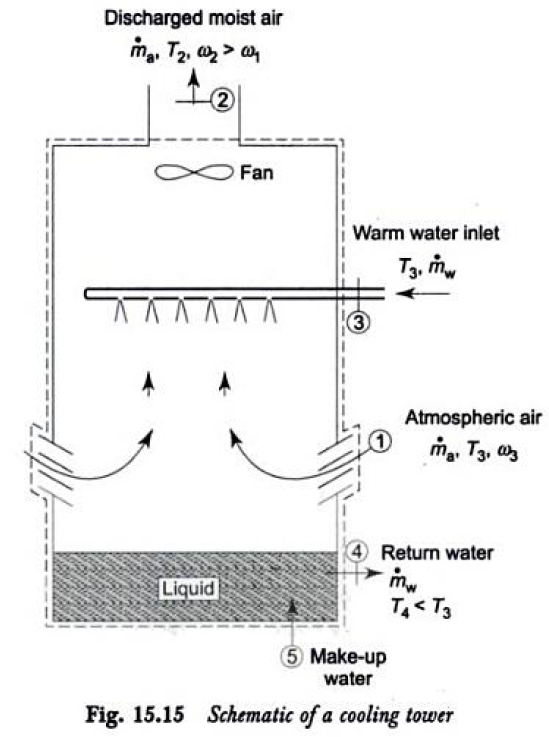 Discharged moist air
ṁa, T2, ω2 > ω1
2
Fan
Warm water inlet
T3, ṁw
3
Atmospheric air
1
ṁa, T3, ω3
4 Return water
ṁw
T4 < T3
Liquid
5 Make-up
water
Fig. 15.15 Schematic of a cooling tower